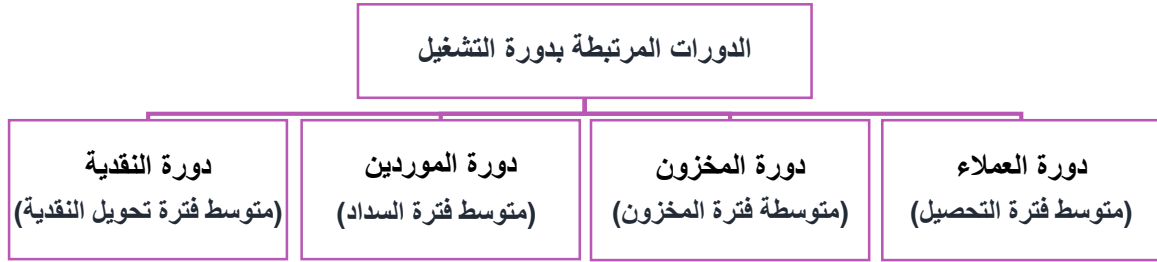 الدورات المرتبطة بدورة التشغيل
دورة العملاء
(متوسط فترة التحصيل)
دورة المخزون
(متوسطة فترة المخزون)
دورة الموردين
(متوسط فترة السداد)
دورة النقدية
(متوسط فترة تحويل النقدية)